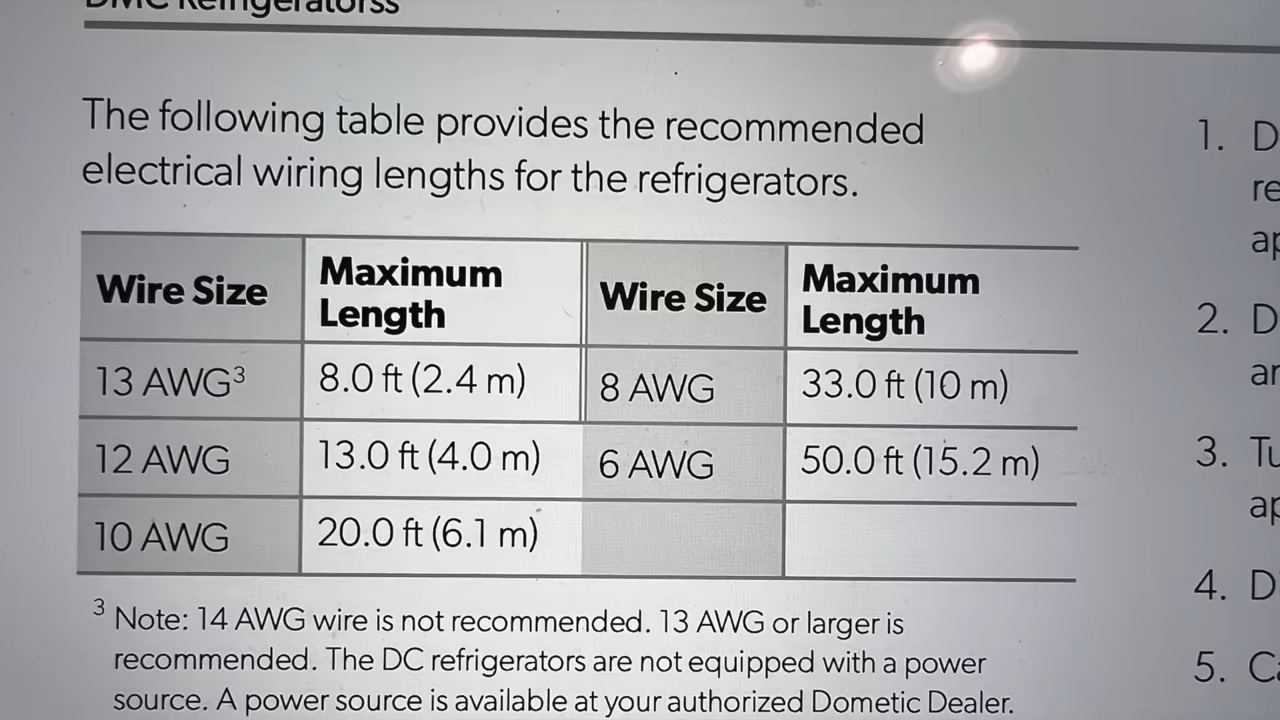 DMC Refrigeratorss
The following table provides the recommended
electrical wiring lengths for the refrigerators.
Wire Size Maximum Length Wire Size Maximum Length
13 AWG³ 8.0 ft (2.4 m) 8 AWG 33.0 ft (10 m)
12 AWG 13.0 ft (4.0 m) 6 AWG 50.0 ft (15.2 m)
10 AWG 20.0 ft (6.1 m)
³ Note: 14 AWG wire is not recommended. 13 AWG or larger is
recommended. The DC refrigerators are not equipped with a power
source. A power source is available at your authorized Dometic Dealer.
1.
2.
3.
4.
5.